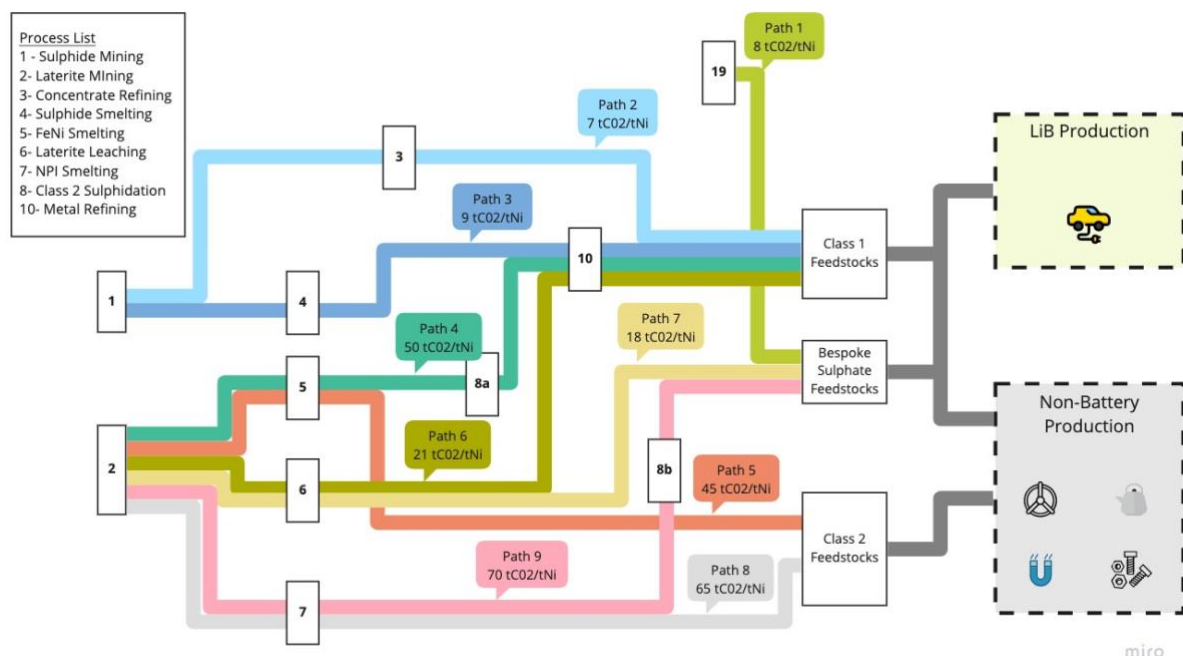 Process List
1 - Sulphide Mining
2- Laterite MIning
3- Concentrate Refining
4- Sulphide Smelting
5- FeNi Smelting
6- Laterite Leaching
7- NPI Smelting
8- Class 2 Sulphidation
10- Metal Refining
Path 1
8 tC02/tNi
19
Path 2
7 tC02/tNi
3
LiB Production
Path 3
9 tC02/tNi
10
Class 1
Feedstocks
1
4
Path 4
50 tC02/tNi
Path 7
18 tC02/tNi
Bespoke
Sulphate
Feedstocks
5
8a
Non-Battery
Production
2
Path 6
21 tC02/tNi
8b
Path 5
45 tC02/tNi
6
Class 2
Feedstocks
Path 9
70 tC02/tNi
Path 8
65 tC02/tNi
7
miro